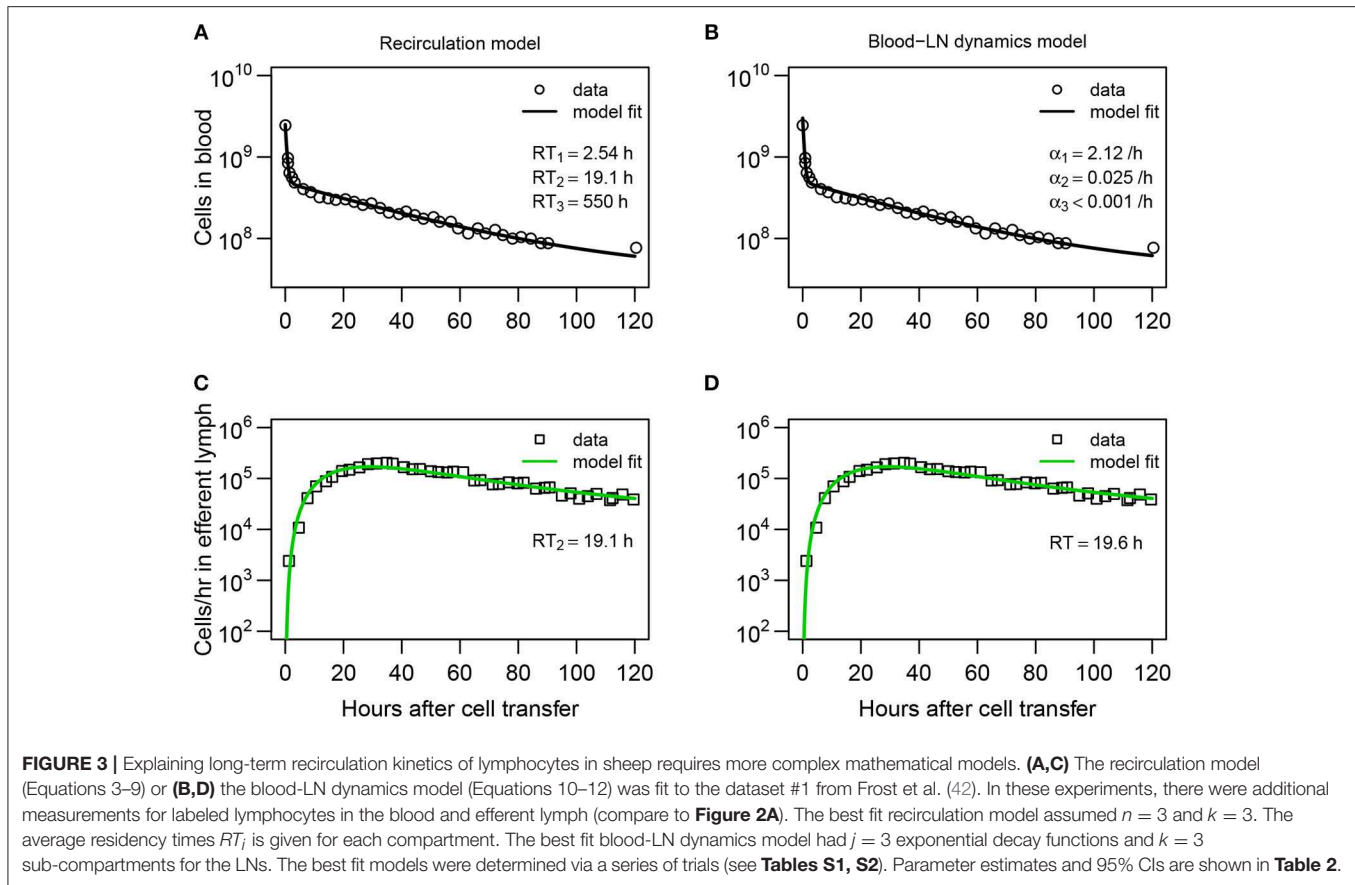 A
Recirculation model
B
Blood−LN dynamics model
Cells in blood
10^10
10^9
10^8
data
model fit
RT1 = 2.54 h
RT2 = 19.1 h
RT3 = 550 h
0 20 40 60 80 100 120
10^10
10^9
10^8
data
model fit
α1 = 2.12 /h
α2 = 0.025 /h
α3 < 0.001 /h
0 20 40 60 80 100 120
C
Cells/hr in efferent lymph
10^6
10^5
10^4
10^3
10^2
data
model fit
RT2 = 19.1 h
0 20 40 60 80 100 120
Hours after cell transfer
D
10^6
10^5
10^4
10^3
10^2
data
model fit
RT = 19.6 h
0 20 40 60 80 100 120
Hours after cell transfer
FIGURE 3 | Explaining long-term recirculation kinetics of lymphocytes in sheep requires more complex mathematical models. (A,C) The recirculation model
(Equations 3–9) or (B,D) the blood-LN dynamics model (Equations 10–12) was fit to the dataset #1 from Frost et al. (42). In these experiments, there were additional
measurements for labeled lymphocytes in the blood and efferent lymph (compare to Figure 2A). The best fit recirculation model assumed n = 3 and k = 3. The
average residency times RTi is given for each compartment. The best fit blood-LN dynamics model had j = 3 exponential decay functions and k = 3
sub-compartments for the LNs. The best fit models were determined via a series of trials (see Tables S1, S2). Parameter estimates and 95% CIs are shown in Table 2.